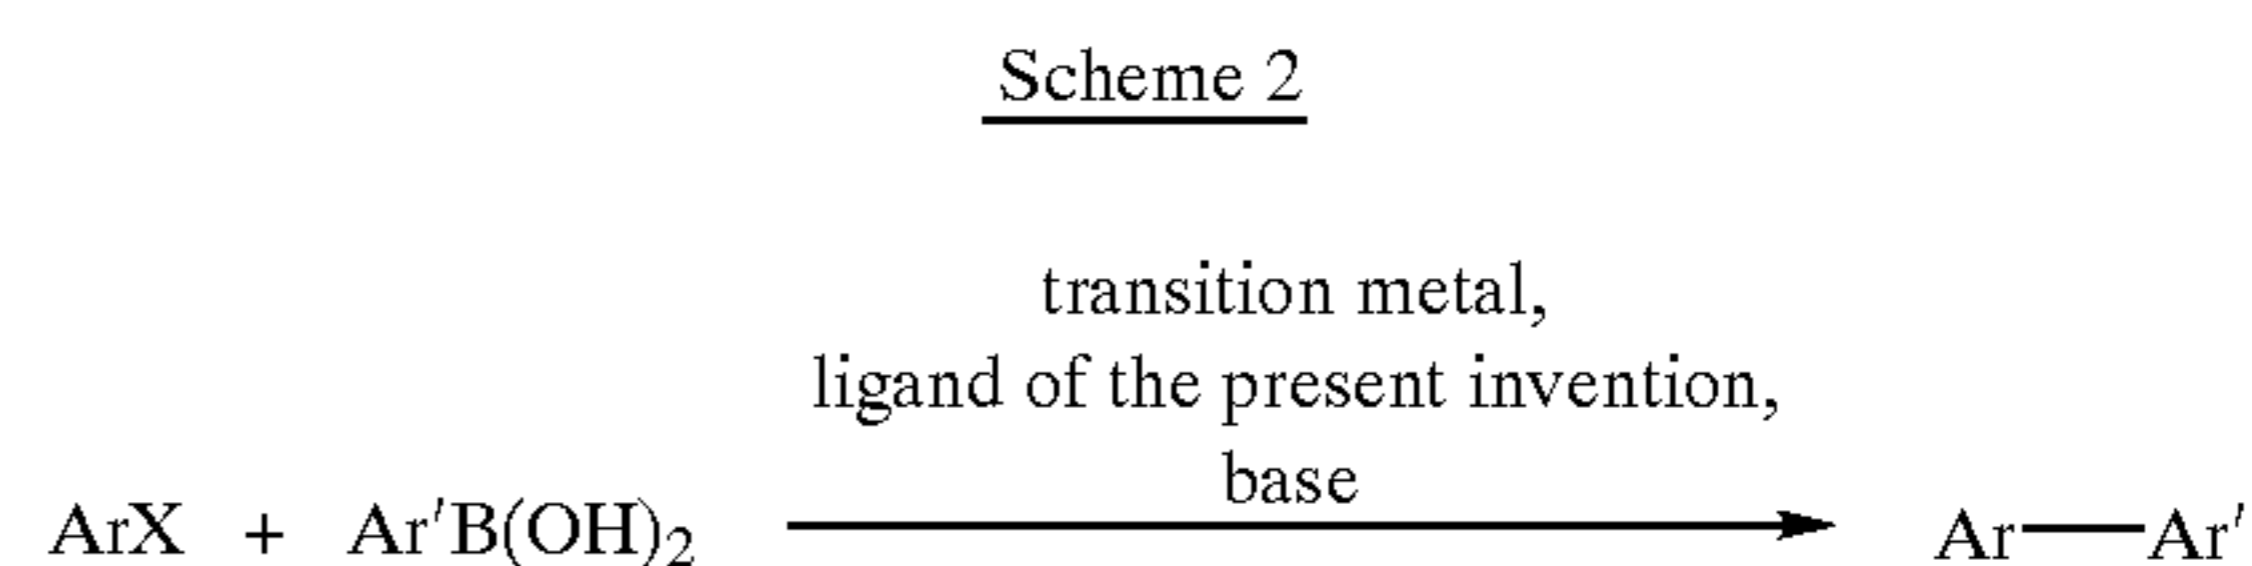 Scheme 2
transition metal,
ligand of the present invention,
base
ArX + Ar′B(OH)₂ Ar—Ar′